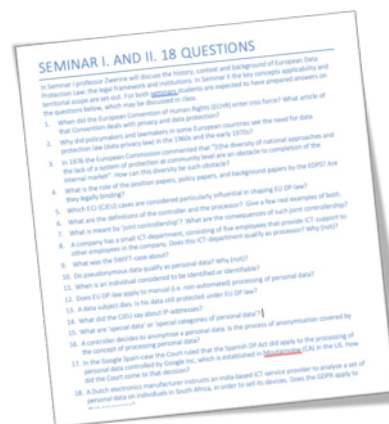 SEMINAR I. AND II. 18 QUESTIONS
In Seminar I professor Zwenne will discuss the history, context and background of European Data
Protection Law: the legal framework and institutions. In Seminar II the key concepts applicability and
territorial scope are set out. For both seminars students are expected to have prepared answers on
the questions below, which may be discussed in class.
1. When did the European Convention of Human Rights (ECHR) enter into force? What article of
that Convention deals with privacy and data protection?
2. Why did policymakers and lawmakers in some European countries see the need for data
protection law (data privacy law) in the 1960s and the early 1970s?
3. In 1976 the European Commission commented that "(t)he diversity of national approaches and
the lack of a system of protection at community level are an obstacle to completion of the
internal market". How can this diversity be such obstacle?
4. What is the role of the position papers, policy papers, and background papers by the EDPS? Are
they legally binding?
5. Which ECJ (CJEU) cases are considered particularly influential in shaping EU DP-law?
6. What are the definitions of the controller and the processor? Give a few real examples of both.
7. What is meant by 'joint controllership'? What are the consequences of such joint controllership?
8. A company has a small ICT-department, consisting of five employees that provide ICT-support to
other employees in the company. Does this ICT-department qualify as processor? Why (not)?
9. What was the SWIFT-case about?
10. Do pseudonymous data qualify as personal data? Why (not)?
11. When is an individual considered to be identified or identifiable?
12. Does EU DP-law apply to manual (i.e. non automated) processing of personal data?
13. A data subject dies. Is his data still protected under EU DP law?
14. What did the CJEU say about IP-addresses?
15. What are 'special data' or 'special categories of personal data'?
16. A controller decides to anonymise a personal data. Is the process of anonymisation covered by
the concept of processing personal data?
17. In the Google Spain-case the Court ruled that the Spanish DP Act did apply to the processing of
personal data controlled by Google Inc, which is established in Mountainview (CA) in the US. How
did the Court come to that decision?
18. A Dutch electronics manufacturer instructs an India-based ICT-service provider to analyse a set of
personal data on individuals in South Africa, in order to sell its devices. Does the GDPR apply to